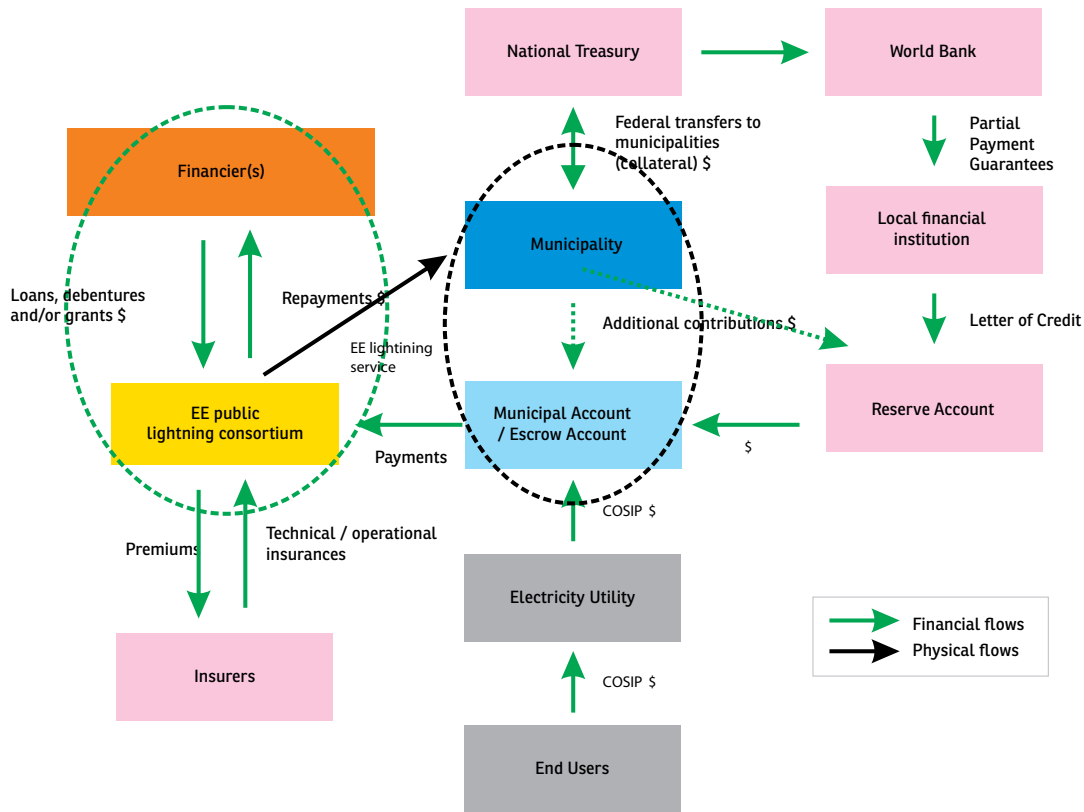 National Treasury
World Bank
Federal transfers to
municipalities
(collateral) $
Partial
Payment
Guarantees
Financier(s)
Municipality
Local financial
institution
Loans, debentures
and/or grants $
Repayments $
EE lightining
service
Additional contributions $
Letter of Credit
EE public
lightning consortium
Municipal Account
/ Escrow Account
Reserve Account
Payments
$
COSIP $
Premiums
Technical / operational
insurances
Electricity Utility
Financial flows
Physical flows
Insurers
COSIP $
End Users